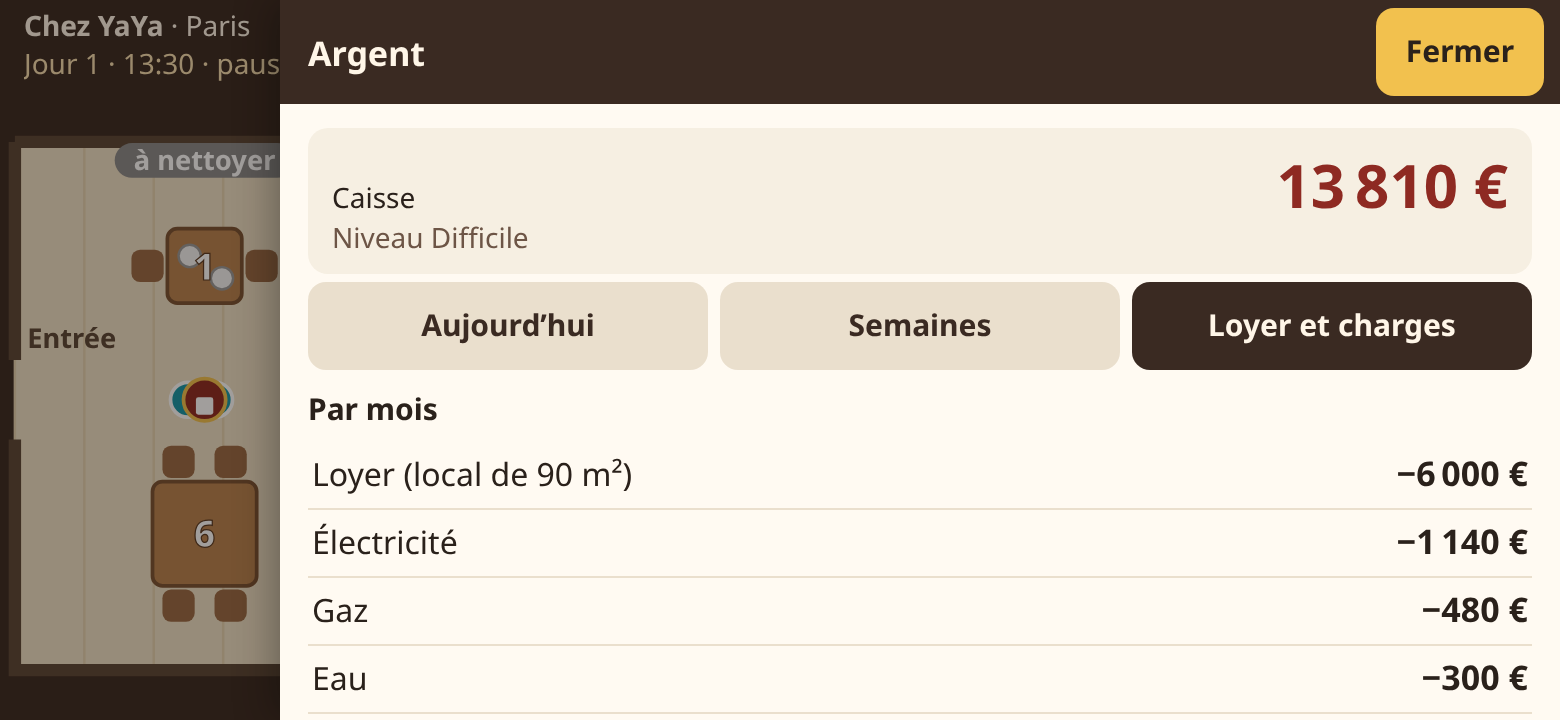 Chez YaYa · Paris
Jour 1 · 13:30 · paus
à nettoyer
1
Entrée
6
Argent
Fermer
Caisse
13 810 €
Niveau Difficile
Aujourd’hui
Semaines
Loyer et charges
Par mois
Loyer (local de 90 m²) −6 000 €
Électricité −1 140 €
Gaz −480 €
Eau −300 €